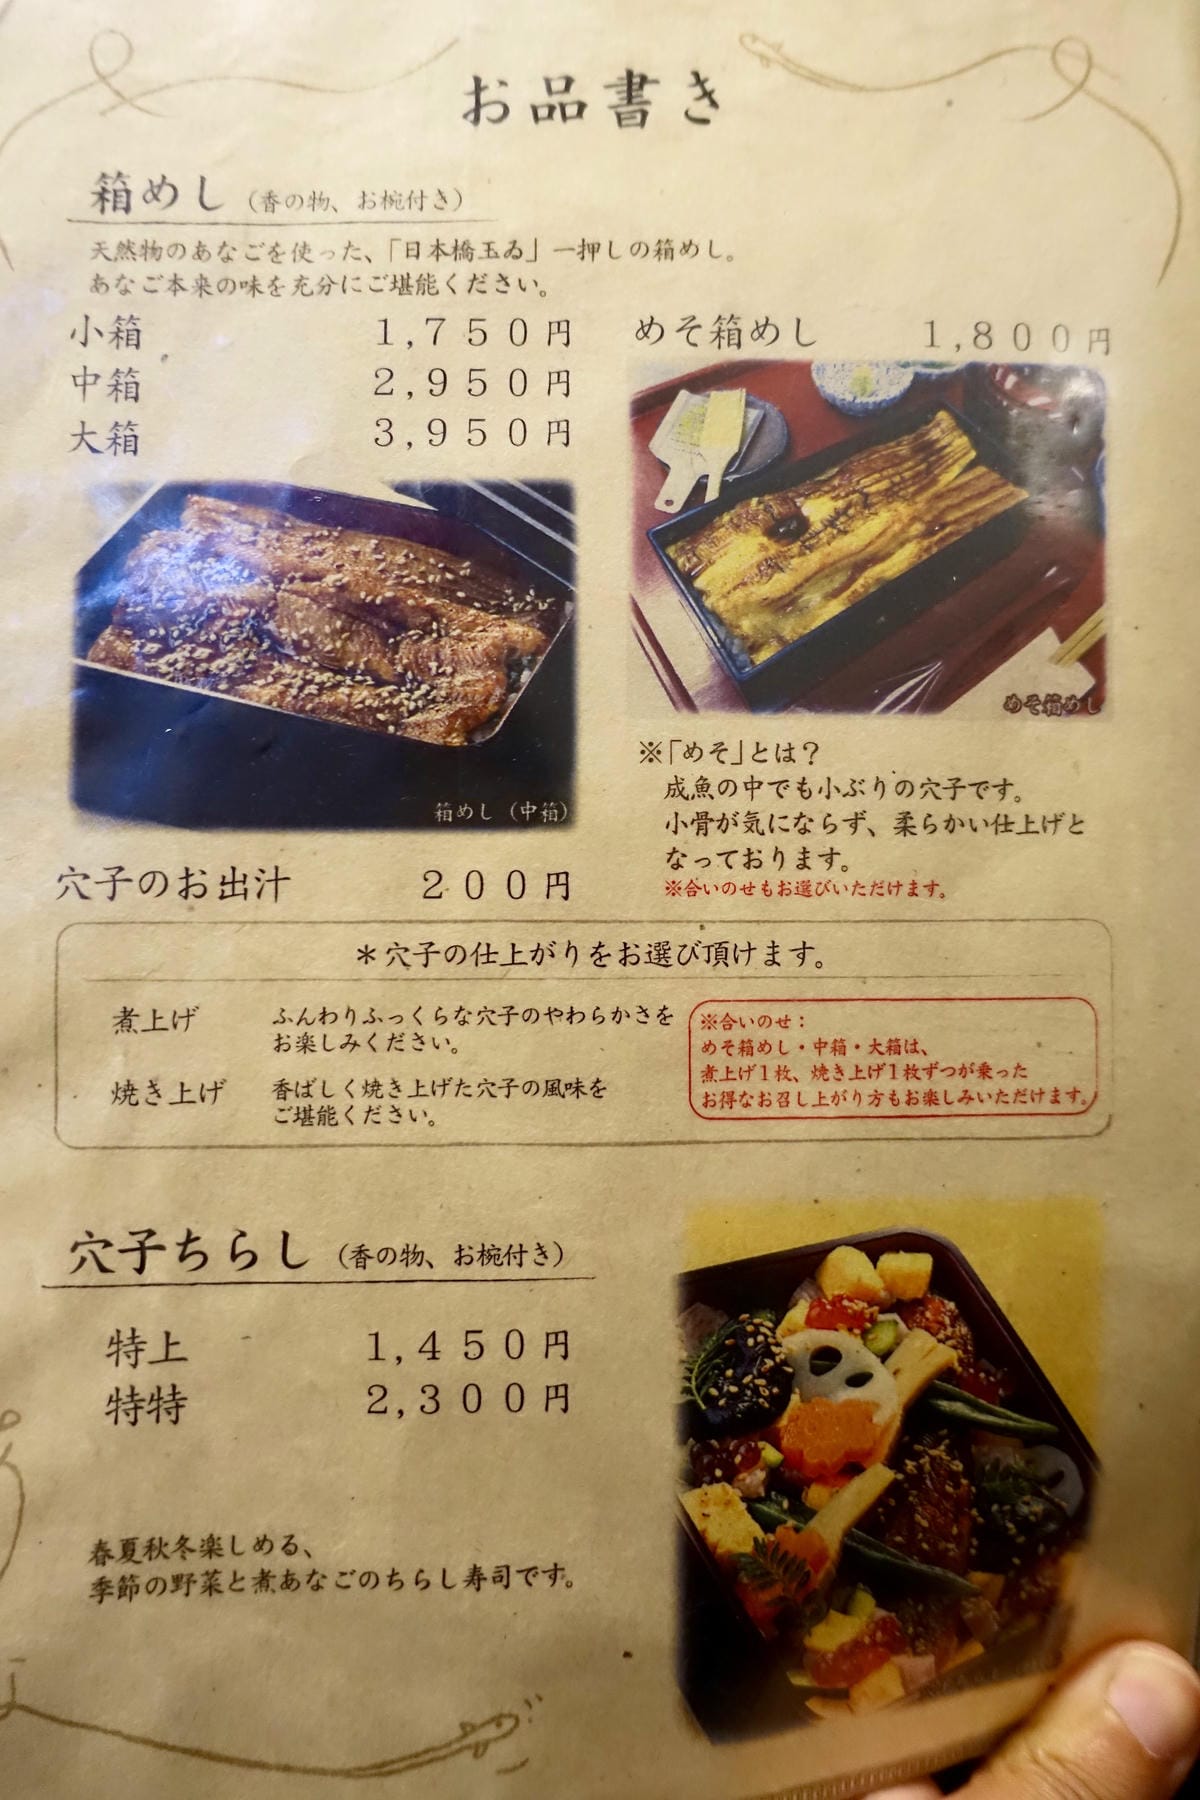 お品書き
箱めし (香の物、お椀付き)
天然物のあなごを使った、「日本橋玉ゐ」一押しの箱めし。
あなご本来の味を充分にご堪能ください。
小箱 1,750円
中箱 2,950円
大箱 3,950円
箱めし (中箱)
穴子のお出汁 200円
めそ箱めし 1,800円
めそ箱めし
※「めそ」とは?
成魚の中でも小ぶりの穴子です。
小骨が気にならず、柔らかい仕上げと
なっております。
※合いのせもお選びいただけます。
＊穴子の仕上がりをお選び頂けます。
煮上げ ふんわりふっくらな穴子のやわらかさを
お楽しみください。
焼き上げ 香ばしく焼き上げた穴子の風味を
ご堪能ください。
※合いのせ：
めそ箱めし・中箱・大箱は、
煮上げ1枚、焼き上げ1枚ずつが乗った
お得なお召し上がり方もお楽しみいただけます。
穴子ちらし (香の物、お椀付き)
特上 1,450円
特特 2,300円
春夏秋冬楽しめる、
季節の野菜と煮あなごのちらし寿司です。